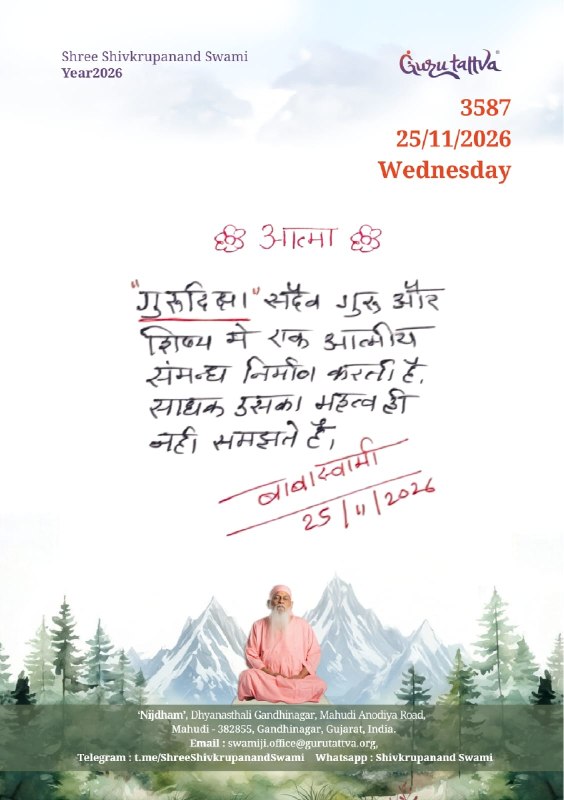 Shree Shivkrupanand Swami
Year2026
Gurutattva
3587
25/11/2026
Wednesday
आत्मा
"गुरुदिक्षा" सदैव गुरू और
शिष्य मे एक आत्मीय
संमन्ध निर्माण करती है,
साधक उसका महत्व ही
नही समझते है,
बाबास्वामी
25/11/2026
'Nijdham', Dhyanasthali Gandhinagar, Mahudi Anodiya Road,
Mahudi - 382855, Gandhinagar, Gujarat, India.
Email : swamiji.office@gurutattva.org,
Telegram : t.me/ShreeShivkrupanandSwami Whatsapp : Shivkrupanand Swami